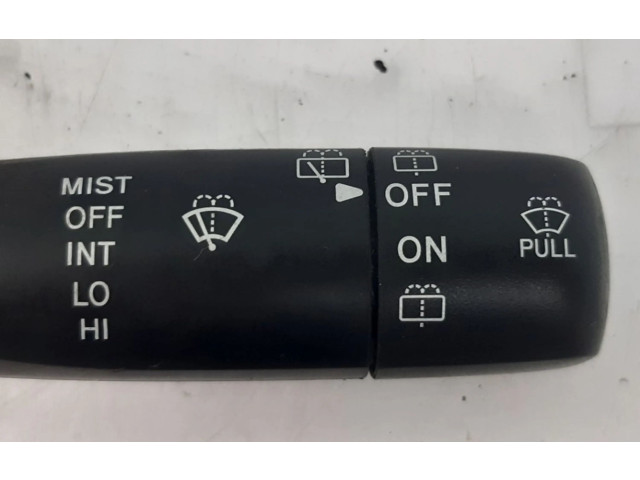 MIST
OFF
INT
LO
HI
OFF
ON
PULL